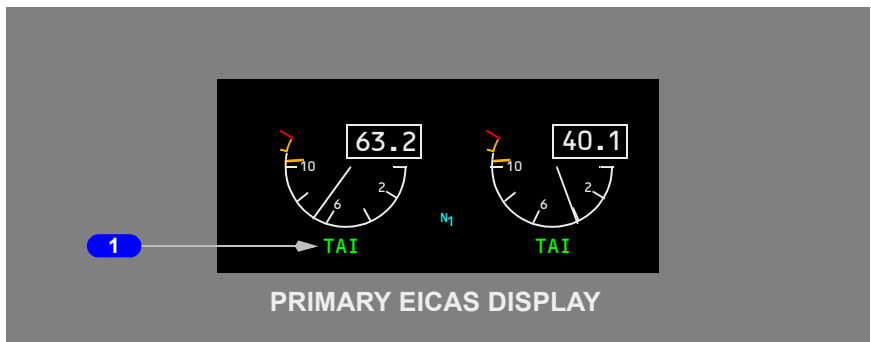 63.2 40.1
10 10
2 2
6 6
N1
1 TAI TAI
PRIMARY EICAS DISPLAY